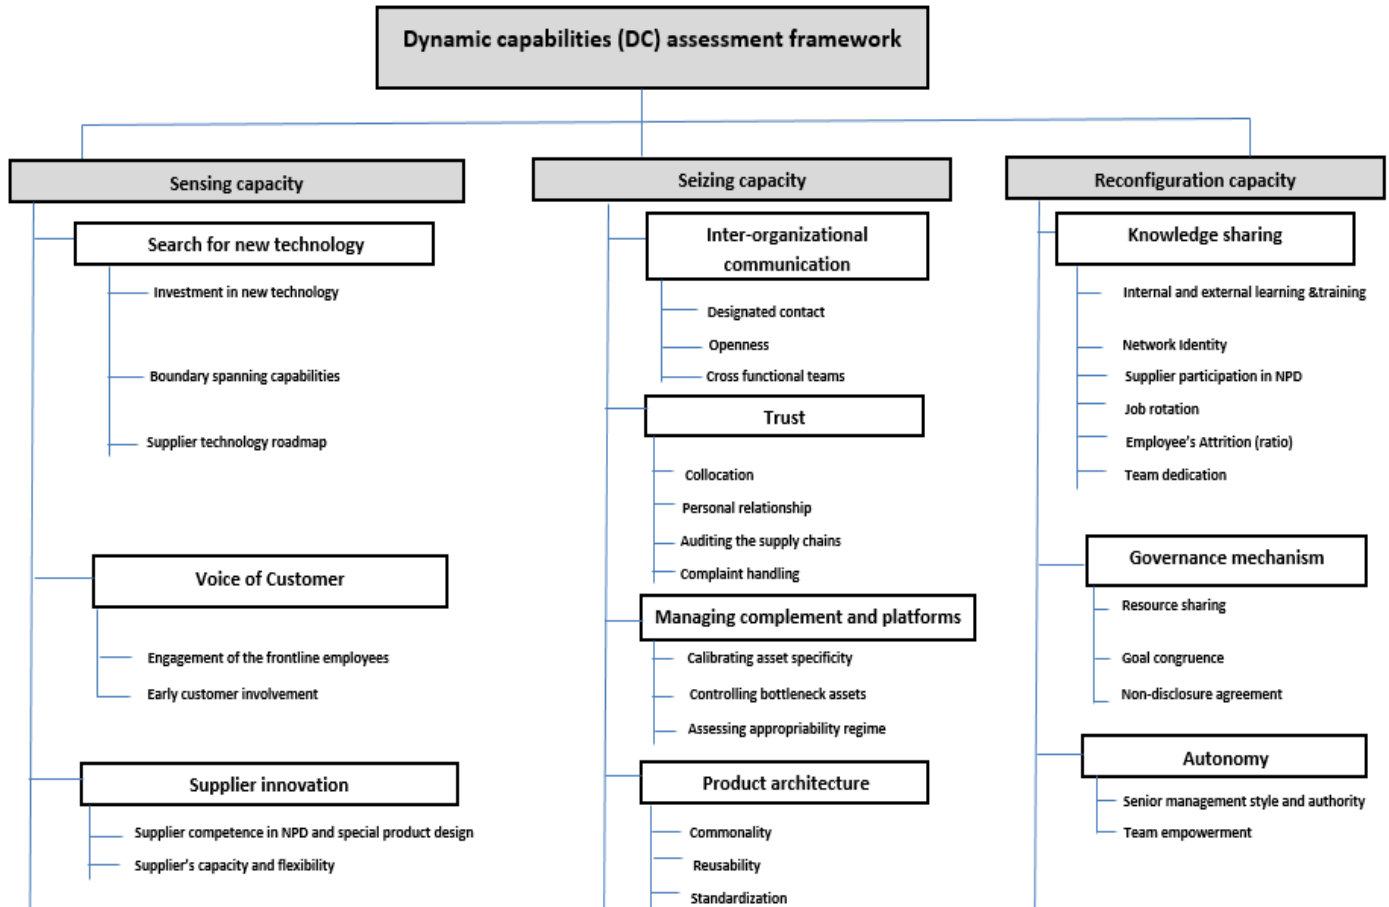 Dynamic capabilities (DC) assessment framework
Sensing capacity
Search for new technology
Investment in new technology
Boundary spanning capabilities
Supplier technology roadmap
Voice of Customer
Engagement of the frontline employees
Early customer involvement
Supplier innovation
Supplier competence in NPD and special product design
Supplier's capacity and flexibility
Seizing capacity
Inter-organizational
communication
Designated contact
Openness
Cross functional teams
Trust
Collocation
Personal relationship
Auditing the supply chains
Complaint handling
Managing complement and platforms
Calibrating asset specificity
Controlling bottleneck assets
Assessing appropriability regime
Product architecture
Commonality
Reusability
Standardization
Reconfiguration capacity
Knowledge sharing
Internal and external learning &training
Network Identity
Supplier participation in NPD
Job rotation
Employee's Attrition (ratio)
Team dedication
Governance mechanism
Resource sharing
Goal congruence
Non-disclosure agreement
Autonomy
Senior management style and authority
Team empowerment